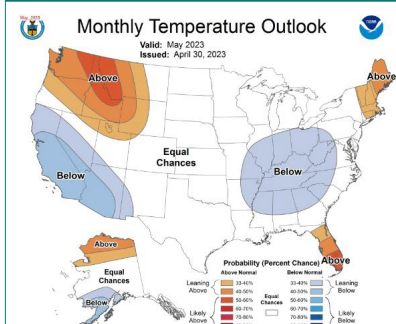 May 2023
Monthly Temperature Outlook
NOAA
Valid: May 2023
Issued: April 30, 2023
Above
Above
Equal
Chances
Below
Below
Above
Above
Equal
Chances
Below
Probability (Percent Chance)
Above Normal
Below Normal
Leaning
Above
33-40%
40-50%
50-60%
Likely
Above
60-70%
70-80%
Equal
Chances
33-40%
40-50%
Leaning
Below
50-60%
60-70%
70-80%
Likely
Below